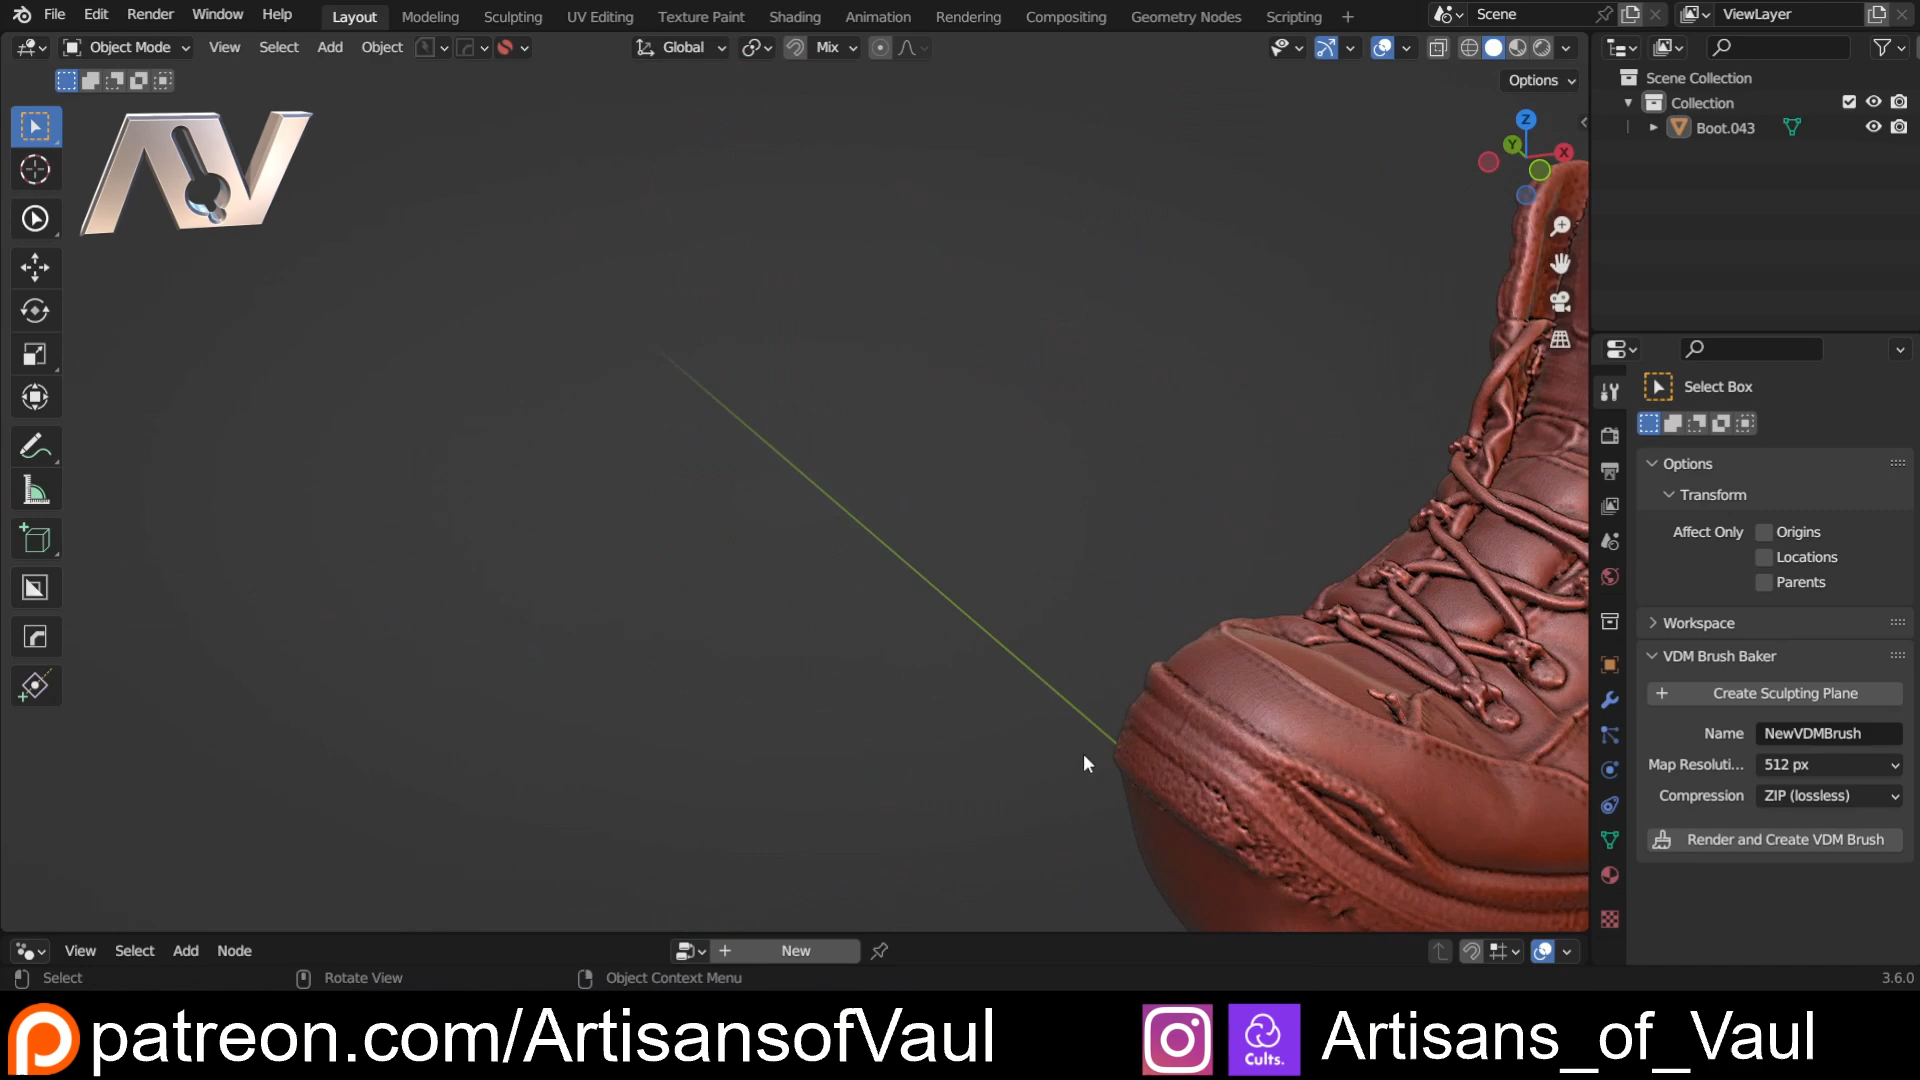 File Edit Render Window Help Layout Modeling Sculpting UV Editing Texture Paint Shading Animation Rendering Compositing Geometry Nodes Scripting + Scene ViewLayer
Object Mode View Select Add Object Global Mix
Options
Scene Collection
Collection
Boot.043
Z
Y X
Select Box
Options
Transform
Affect Only Origins
Locations
Parents
Workspace
VDM Brush Baker
+ Create Sculpting Plane
Name NewVDMBrush
Map Resoluti... 512 px
Compression ZIP (lossless)
Render and Create VDM Brush
View Select Add Node + New
Select Rotate View Object Context Menu 3.6.0
patreon.com/ArtisansofVaul Cults. Artisans_of_Vaul